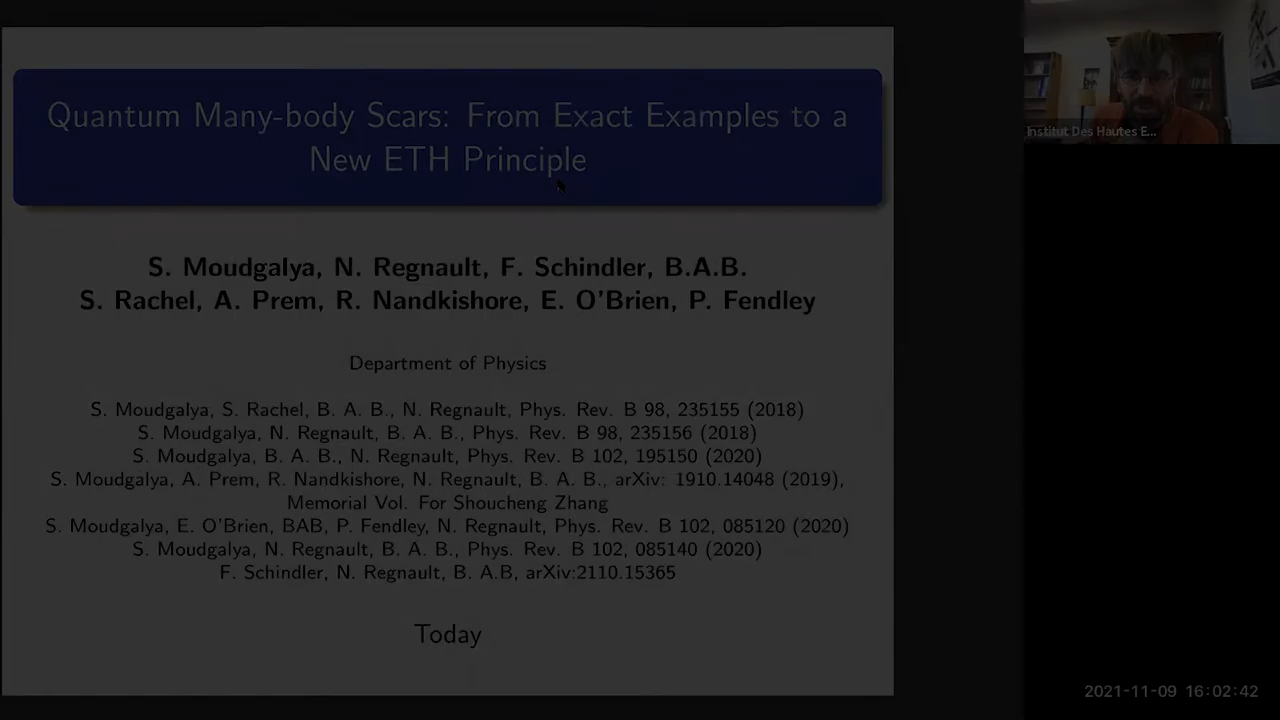 Quantum Many-body Scars: From Exact Examples to a
New ETH Principle
S. Moudgalya, N. Regnault, F. Schindler, B.A.B.
S. Rachel, A. Prem, R. Nandkishore, E. O'Brien, P. Fendley
Department of Physics
S. Moudgalya, S. Rachel, B. A. B., N. Regnault, Phys. Rev. B 98, 235155 (2018)
S. Moudgalya, N. Regnault, B. A. B., Phys. Rev. B 98, 235156 (2018)
S. Moudgalya, B. A. B., N. Regnault, Phys. Rev. B 102, 195150 (2020)
S. Moudgalya, A. Prem, R. Nandkishore, N. Regnault, B. A. B., arXiv: 1910.14048 (2019),
Memorial Vol. For Shoucheng Zhang
S. Moudgalya, E. O'Brien, BAB, P. Fendley, N. Regnault, Phys. Rev. B 102, 085120 (2020)
S. Moudgalya, N. Regnault, B. A. B., Phys. Rev. B 102, 085140 (2020)
F. Schindler, N. Regnault, B. A.B, arXiv:2110.15365
Today
Institut Des Hautes E...
2021-11-09 16:02:42